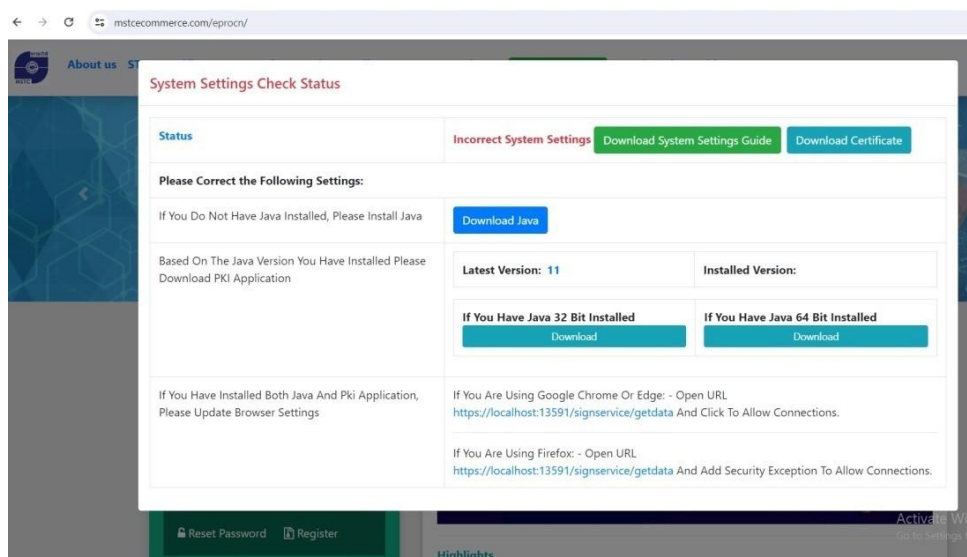 mstcecommerce.com/eprocn/
About us ST
System Settings Check Status
Status
Incorrect System Settings Download System Settings Guide Download Certificate
Please Correct the Following Settings:
If You Do Not Have Java Installed, Please Install Java
Download Java
Based On The Java Version You Have Installed Please
Download PKI Application
Latest Version: 11 Installed Version:
If You Have Java 32 Bit Installed If You Have Java 64 Bit Installed
Download Download
If You Have Installed Both Java And Pki Application,
Please Update Browser Settings
If You Are Using Google Chrome Or Edge: - Open URL
https://localhost:13591/signservice/getdata And Click To Allow Connections.
If You Are Using Firefox: - Open URL
https://localhost:13591/signservice/getdata And Add Security Exception To Allow Connections.
Reset Password Register
Highlights
Activate Wi
Go to Settings